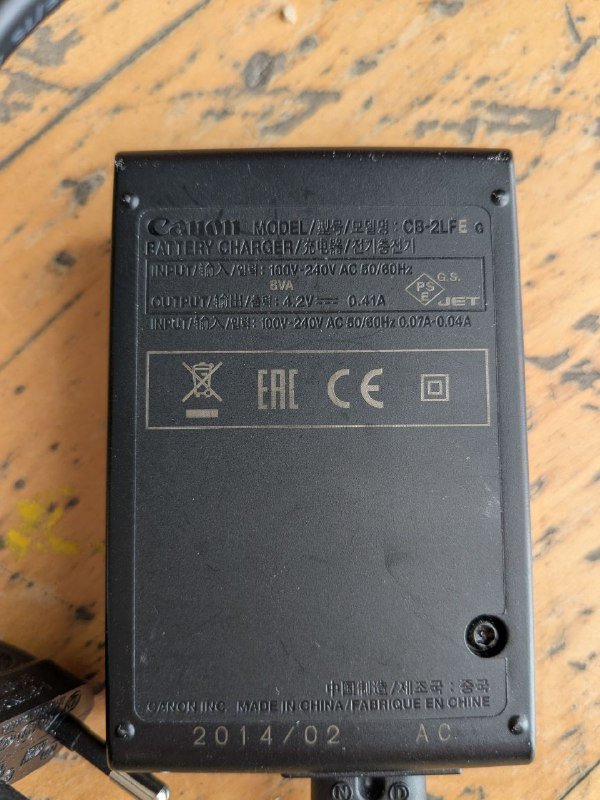 Canon MODEL/型号/모델명 : CB-2LFE G
BATTERY CHARGER/充电器/전기충전기
INPUT/输入/입력 : 100V-240V AC 50/60Hz
8VA
OUTPUT/输出/출력 : 4.2V⎓ 0.41A
PS
E
G.S.
JET
INPUT/输入/입력 : 100V-240V AC 50/60Hz 0.07A-0.04A
EAC CE
中国制造/제조국 : 중국
CANON INC. MADE IN CHINA/FABRIQUE EN CHINE
2014/02 AC
N D